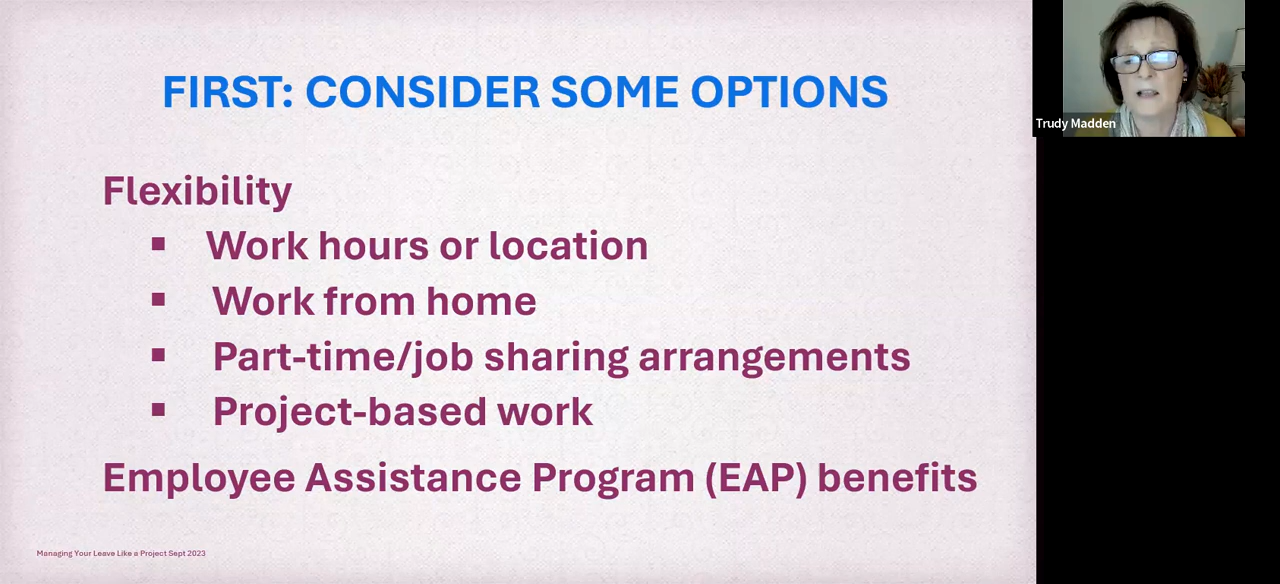 FIRST: CONSIDER SOME OPTIONS
Trudy Madden
Flexibility
▪ Work hours or location
▪ Work from home
▪ Part-time/job sharing arrangements
▪ Project-based work
Employee Assistance Program (EAP) benefits
Managing Your Leave Like a Project Sept 2023